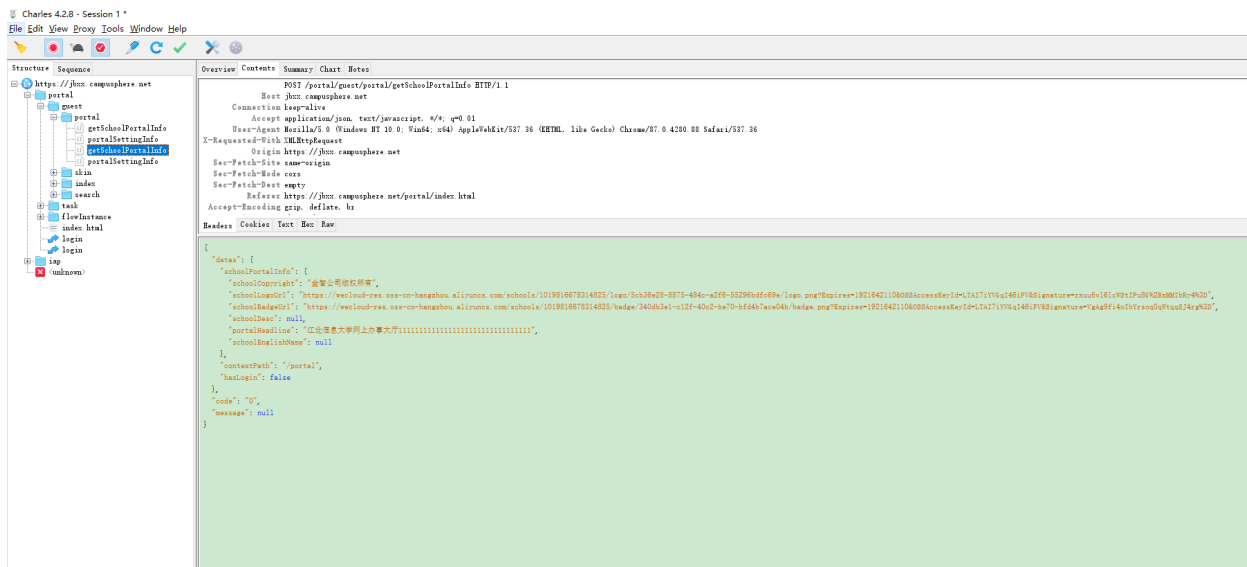 Charles 4.2.8 - Session 1 *
File Edit View Proxy Tools Window Help
Structure Sequence
https://jbxx.campusphere.net
portal
guest
portal
getSchoolPortalInfo
portalSettingInfo
getSchoolPortalInfo
portalSettingInfo
skin
index
search
task
flowInstance
index.html
login
login
iap
<unknown>
Overview Contents Summary Chart Notes
POST /portal/guest/portal/getSchoolPortalInfo HTTP/1.1
Host jbxx.campusphere.net
Connection keep-alive
Accept application/json, text/javascript, */*; q=0.01
User-Agent Mozilla/5.0 (Windows NT 10.0; Win64; x64) AppleWebKit/537.36 (KHTML, like Gecko) Chrome/87.0.4280.88 Safari/537.36
X-Requested-With XMLHttpRequest
Origin https://jbxx.campusphere.net
Sec-Fetch-Site same-origin
Sec-Fetch-Mode cors
Sec-Fetch-Dest empty
Referer https://jbxx.campusphere.net/portal/index.html
Accept-Encoding gzip, deflate, br
Headers Cookies Text Hex Raw
{
"datas": {
"schoolPortalInfo": {
"schoolCopyright": "金智公司版权所有",
"schoolLogoUrl":
"schoolBadgeUrl":
"schoolDesc": null,
"portalHeadline":
"schoolEnglishName": null
},
"contextPath": "/portal",
"hasLogin": false
},
"code": "0",
"message": null
}